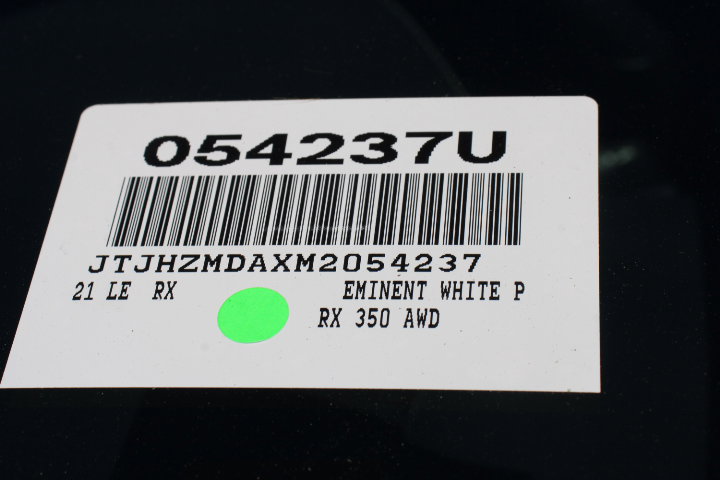 054237U
JTJHZMDAXM2054237
21 LE RX EMINENT WHITE P
RX 350 AWD